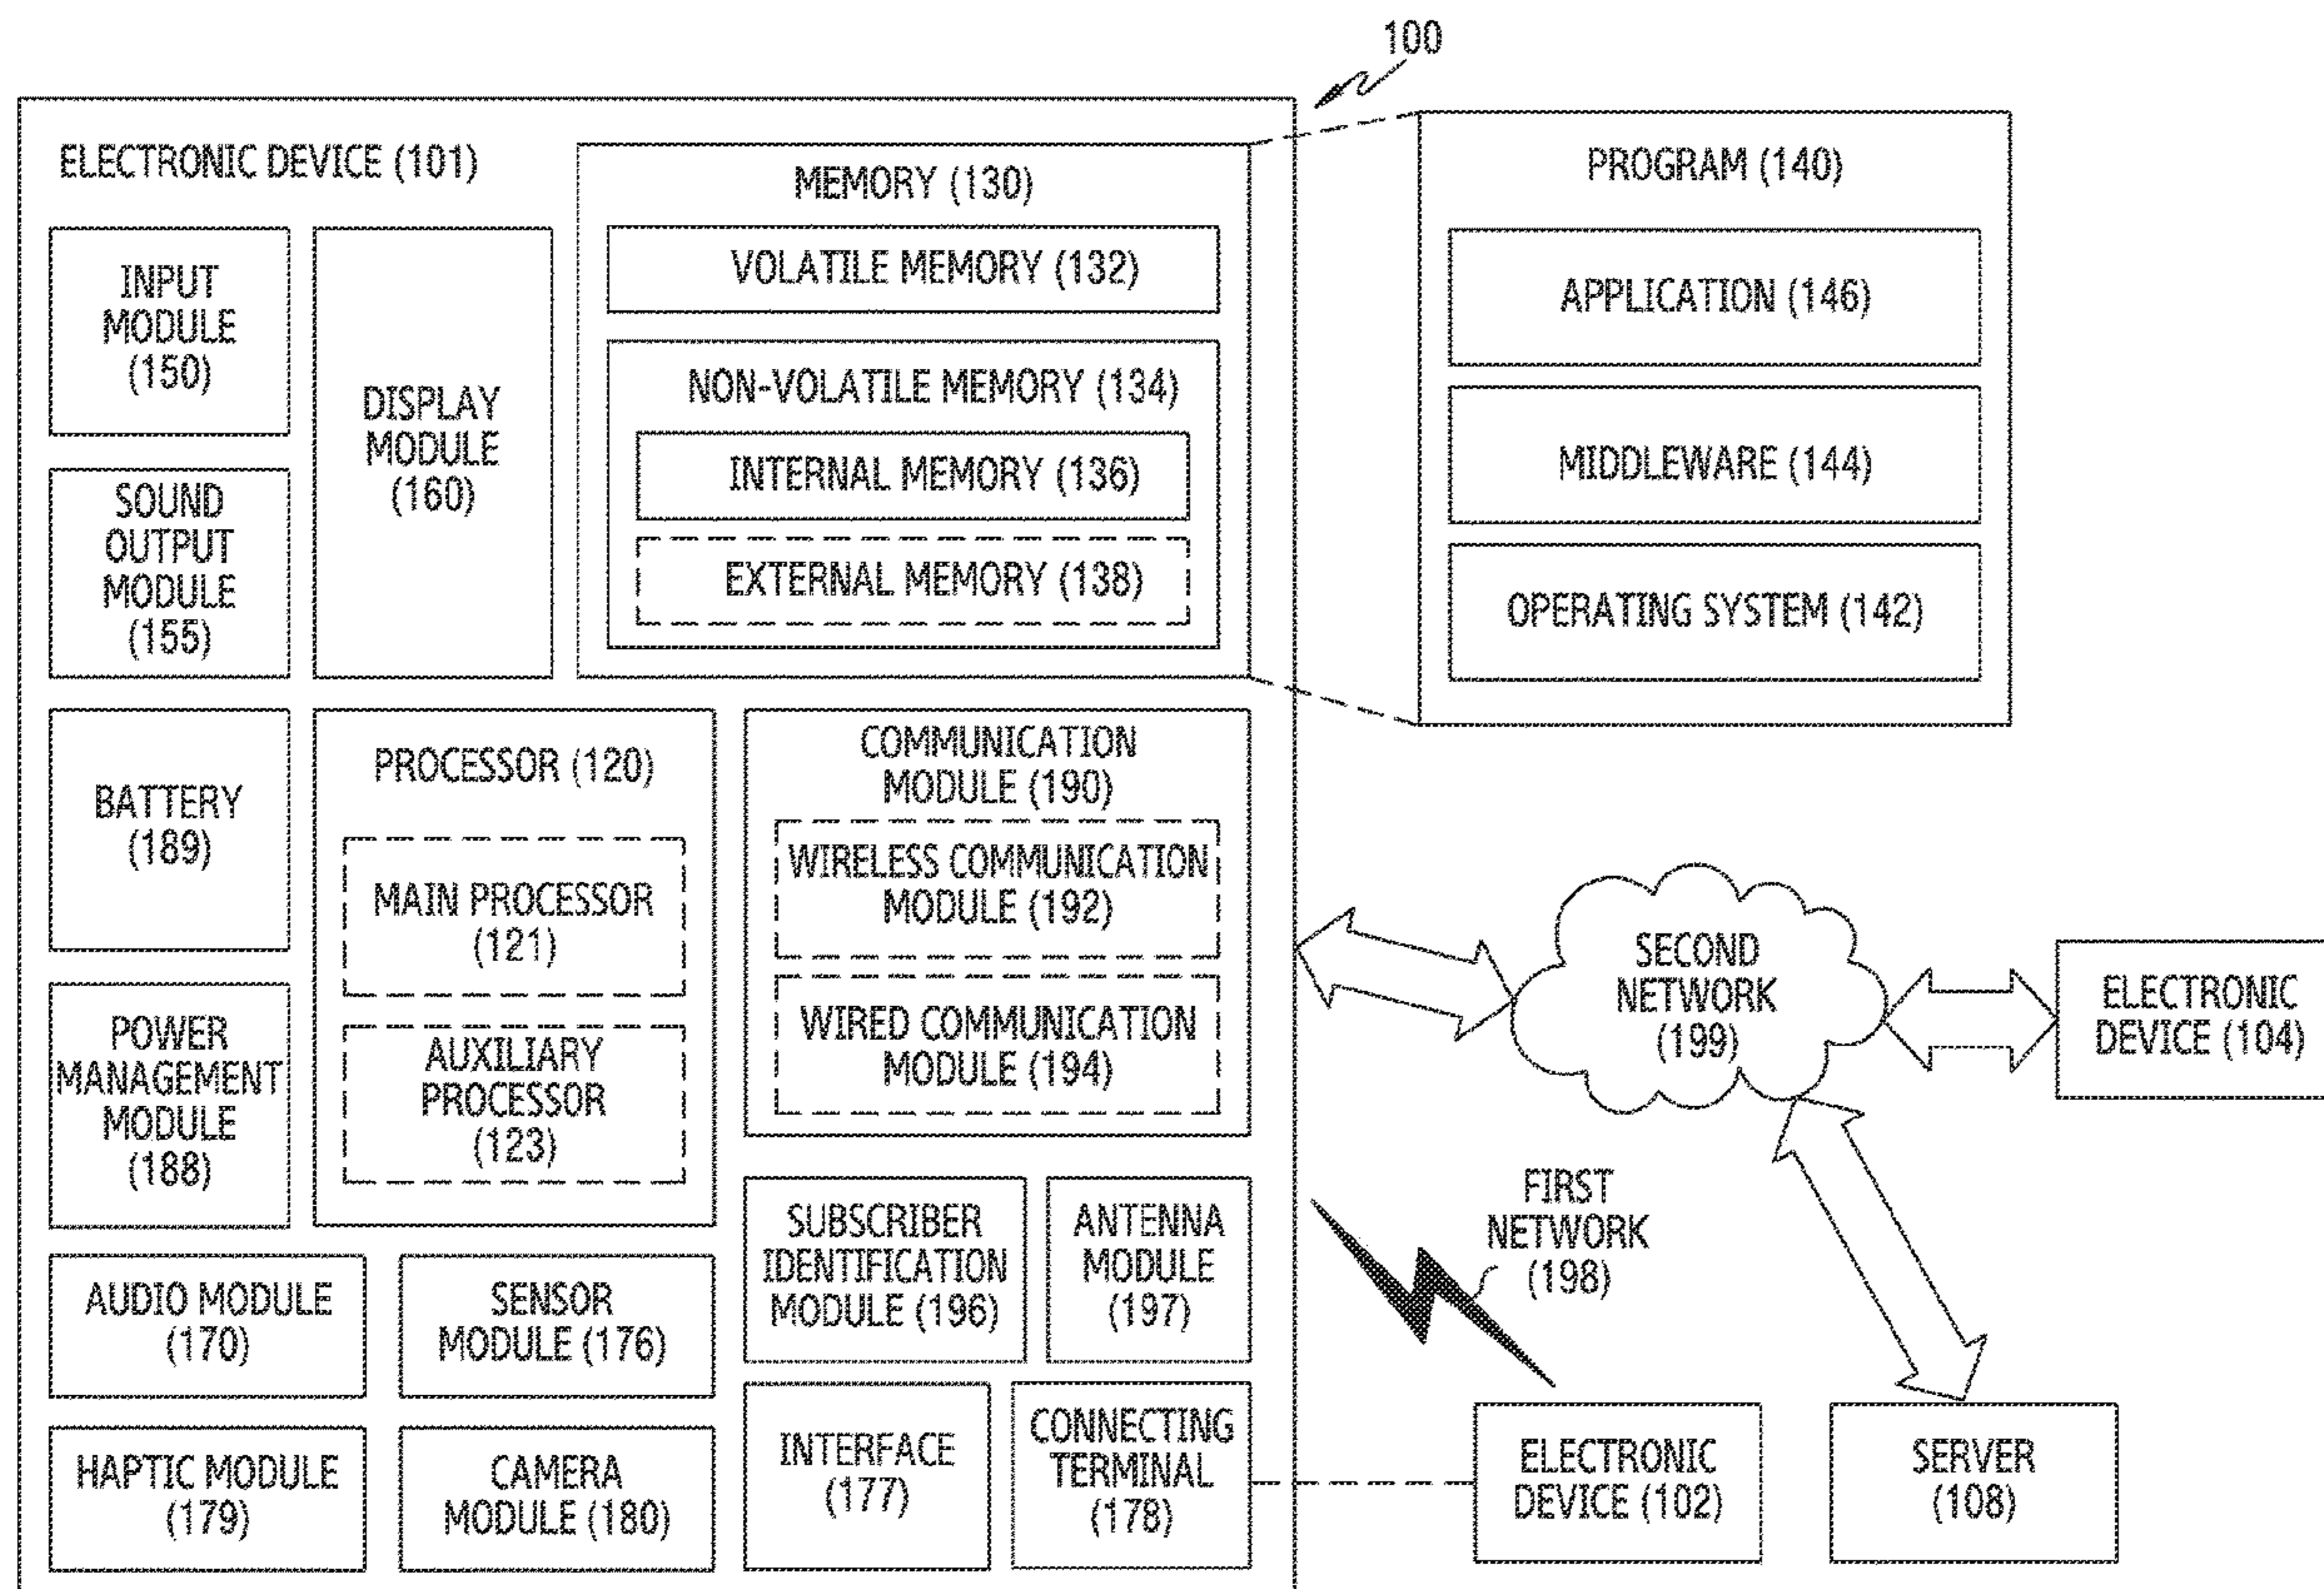 100
ELECTRONIC DEVICE (101)
MEMORY (130)
VOLATILE MEMORY (132)
NON-VOLATILE MEMORY (134)
INTERNAL MEMORY (136)
EXTERNAL MEMORY (138)
PROGRAM (140)
APPLICATION (146)
MIDDLEWARE (144)
OPERATING SYSTEM (142)
INPUT
MODULE
(150)
SOUND
OUTPUT
MODULE
(155)
DISPLAY
MODULE
(160)
BATTERY
(189)
POWER
MANAGEMENT
MODULE
(188)
PROCESSOR (120)
MAIN PROCESSOR
(121)
AUXILIARY
PROCESSOR
(123)
COMMUNICATION
MODULE (190)
WIRELESS COMMUNICATION
MODULE (192)
WIRED COMMUNICATION
MODULE (194)
SUBSCRIBER
IDENTIFICATION
MODULE (196)
ANTENNA
MODULE
(197)
AUDIO MODULE
(170)
SENSOR
MODULE (176)
HAPTIC MODULE
(179)
CAMERA
MODULE (180)
INTERFACE
(177)
CONNECTING
TERMINAL
(178)
SECOND
NETWORK
(199)
ELECTRONIC
DEVICE (104)
FIRST
NETWORK
(198)
ELECTRONIC
DEVICE (102)
SERVER
(108)